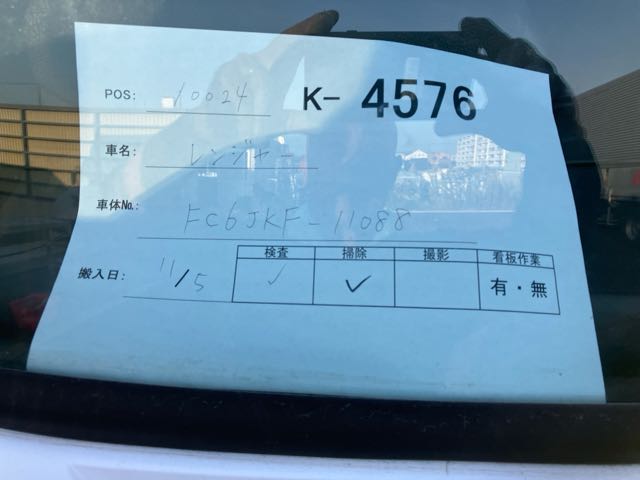 POS: 10024 K- 4576
車名: レンジャー
車体No.: FC6JKF-11088
搬入日: 11/5
検査 掃除 撮影 看板作業
✓ ✓ 有・無